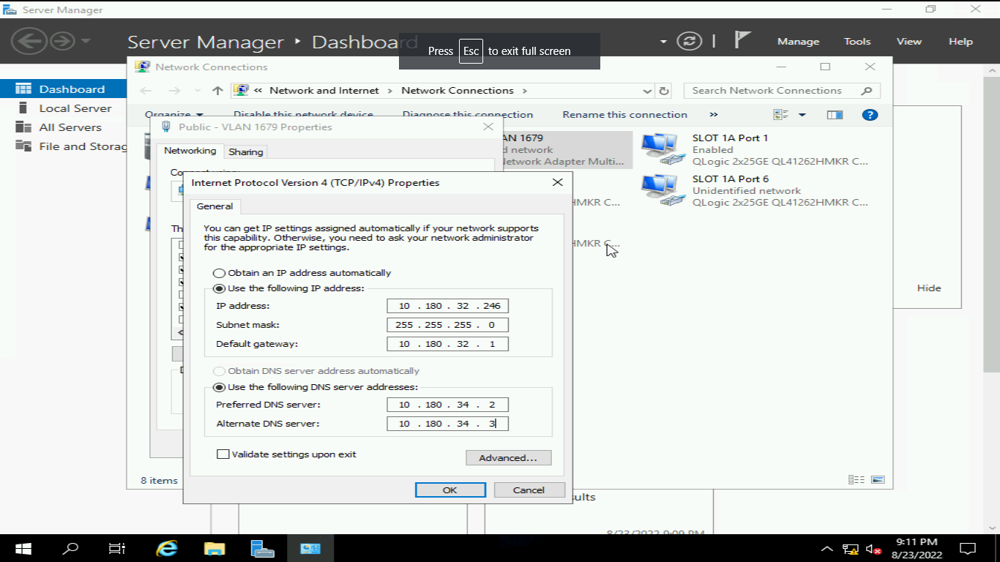 Server Manager
Server Manager ‣ Dashboard
Press Esc to exit full screen
Manage Tools View Help
Network Connections
Dashboard
Local Server
All Servers
File and Storag
« Network and Internet › Network Connections ›
Search Network Connections
Organize Disable this network device Diagnose this connection Rename this connection »
Public - VLAN 1679 Properties
Networking Sharing
LAN 1679
d network
Network Adapter Multi...
SLOT 1A Port 1
Enabled
QLogic 2x25GE QL41262HMKR C...
SLOT 1A Port 6
Unidentified network
QLogic 2x25GE QL41262HMKR C...
HMKR C...
HMKR C...
Connect using:
Th
Internet Protocol Version 4 (TCP/IPv4) Properties
General
You can get IP settings assigned automatically if your network supports
this capability. Otherwise, you need to ask your network administrator
for the appropriate IP settings.
Obtain an IP address automatically
Use the following IP address:
IP address: 10 . 180 . 32 . 246
Subnet mask: 255 . 255 . 255 . 0
Default gateway: 10 . 180 . 32 . 1
Obtain DNS server address automatically
Use the following DNS server addresses:
Preferred DNS server: 10 . 180 . 34 . 2
Alternate DNS server: 10 . 180 . 34 . 3
Validate settings upon exit
Advanced...
OK Cancel
Hide
8 items
ults
8/23/2022 9:09 PM
9:11 PM
8/23/2022